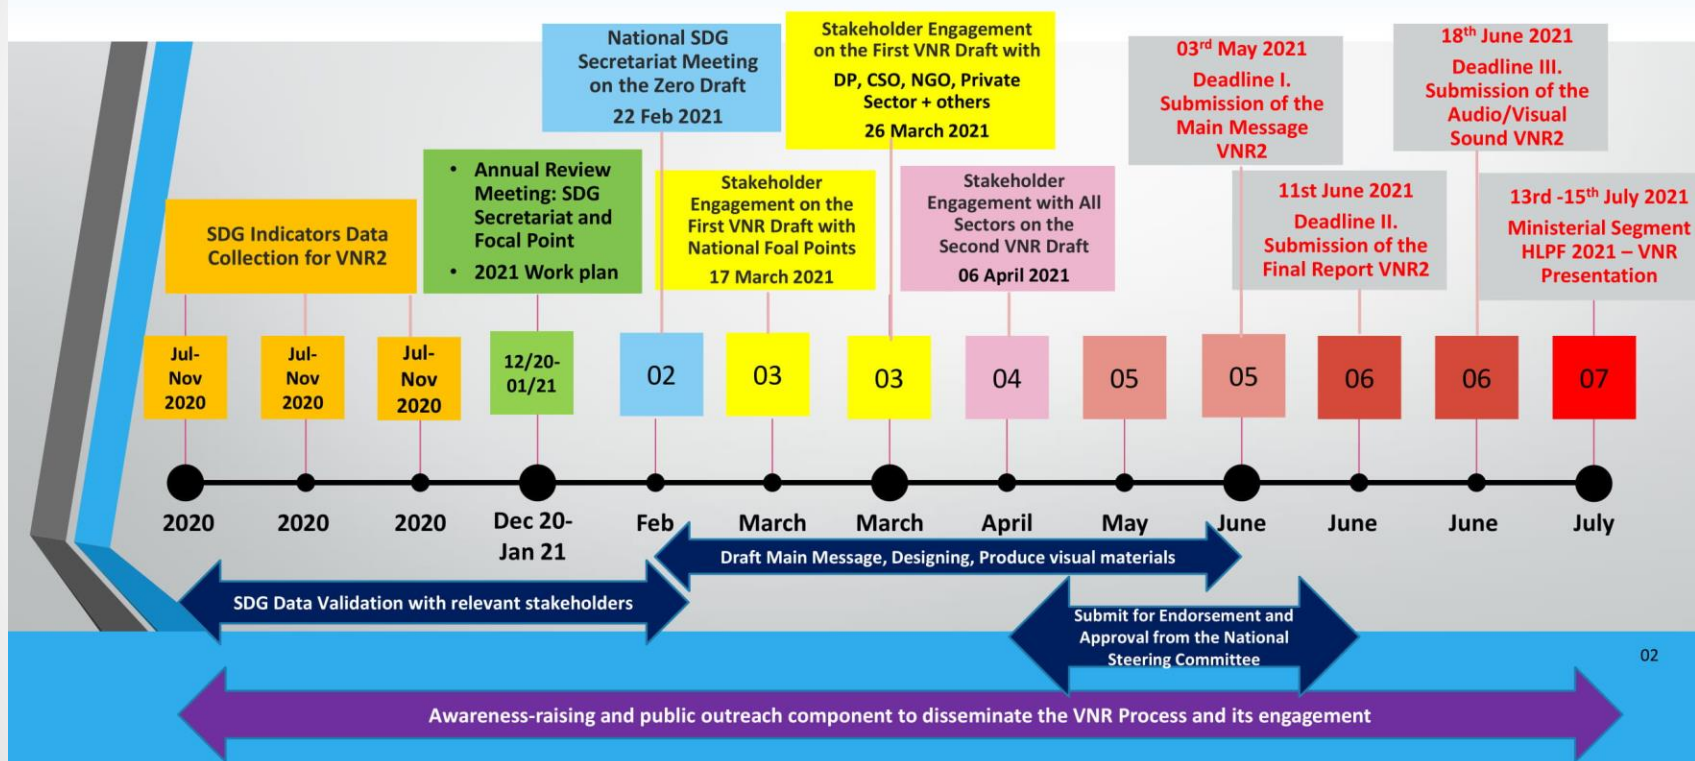 National SDG
Secretariat Meeting
on the Zero Draft
22 Feb 2021
Stakeholder Engagement
on the First VNR Draft with
DP, CSO, NGO, Private
Sector + others
26 March 2021
03rd May 2021
Deadline I.
Submission of the
Main Message
VNR2
18th June 2021
Deadline III.
Submission of the
Audio/Visual
Sound VNR2
SDG Indicators Data
Collection for VNR2
• Annual Review
Meeting: SDG
Secretariat and
Focal Point
• 2021 Work plan
Stakeholder
Engagement on the
First VNR Draft with
National Foal Points
17 March 2021
Stakeholder
Engagement with All
Sectors on the
Second VNR Draft
06 April 2021
11st June 2021
Deadline II.
Submission of the
Final Report VNR2
13rd -15th July 2021
Ministerial Segment
HLPF 2021 – VNR
Presentation
Jul-
Nov
2020
Jul-
Nov
2020
Jul-
Nov
2020
12/20-
01/21
02
03
03
04
05
05
06
06
07
2020
2020
2020
Dec 20-
Jan 21
Feb
March
March
April
May
June
June
June
July
Draft Main Message, Designing, Produce visual materials
SDG Data Validation with relevant stakeholders
Submit for Endorsement and
Approval from the National
Steering Committee
02
Awareness-raising and public outreach component to disseminate the VNR Process and its engagement